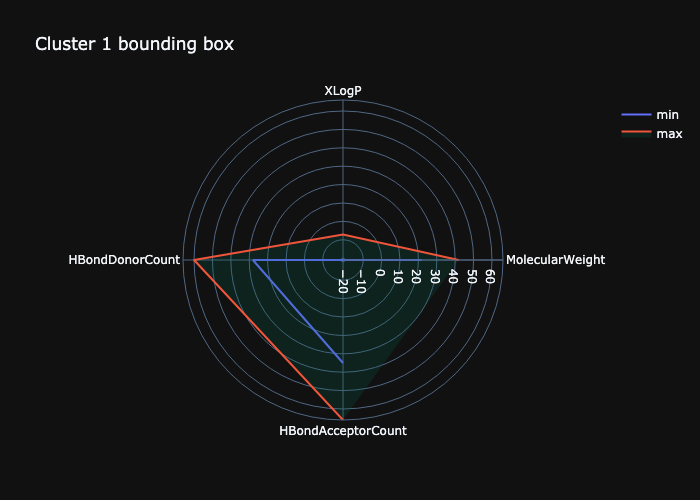 Cluster 1 bounding box
XLogP
min
max
HBondDonorCount
MolecularWeight
−20
−10
0
10
20
30
40
50
60
HBondAcceptorCount